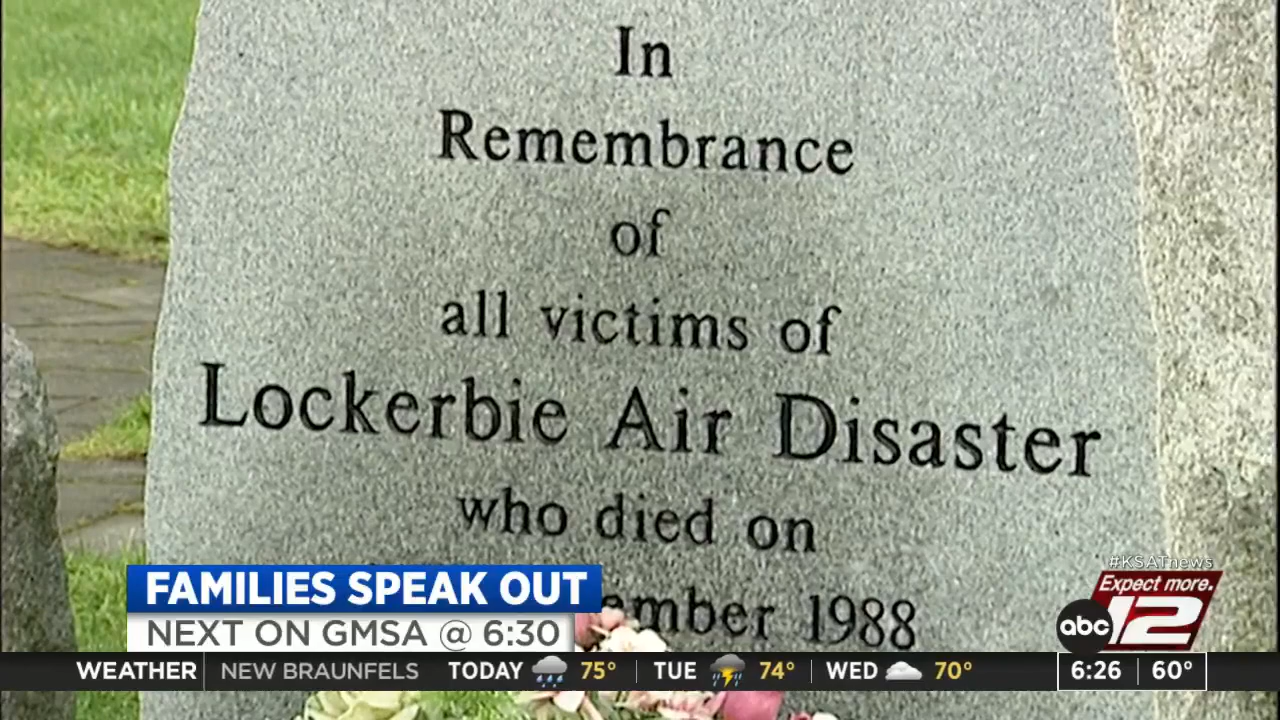 In
Remembrance
of
all victims of
Lockerbie Air Disaster
who died on
1988
#KSATnews
Expect more.
abc 12
FAMILIES SPEAK OUT
NEXT ON GMSA @ 6:30
WEATHER NEW BRAUNFELS TODAY 75° TUE 74° WED 70° 6:26 60°